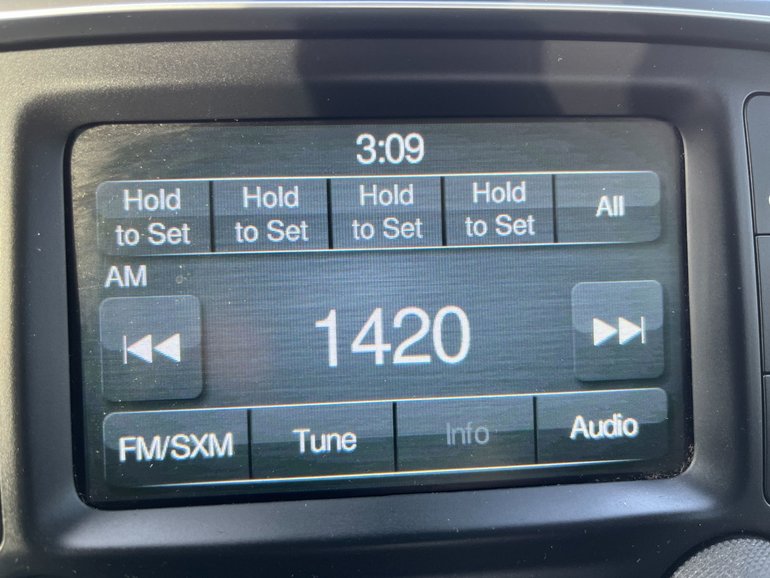 3:09
Hold to Set
Hold to Set
Hold to Set
Hold to Set
All
AM
1420
FM/SXM
Tune
Info
Audio